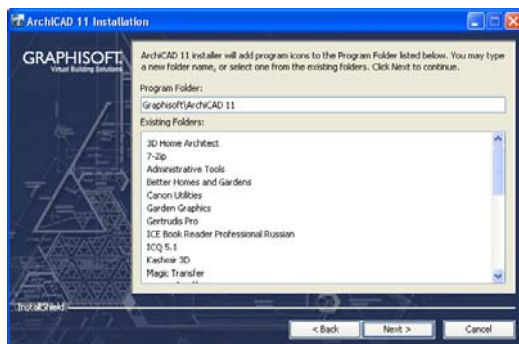 ArchiCAD 11 Installation
GRAPHISOFT.
Virtual Building Solutions
ArchiCAD 11 installer will add program icons to the Program Folder listed below. You may type
a new folder name, or select one from the existing folders. Click Next to continue.
Program Folder:
Graphisoft\ArchiCAD 11
Existing Folders:
3D Home Architect
7-Zip
Administrative Tools
Better Homes and Gardens
Canon Utilities
Garden Graphics
Gertrudis Pro
ICE Book Reader Professional Russian
ICQ 5.1
Kashmir 3D
Magic Transfer
InstallShield
< Back
Next >
Cancel